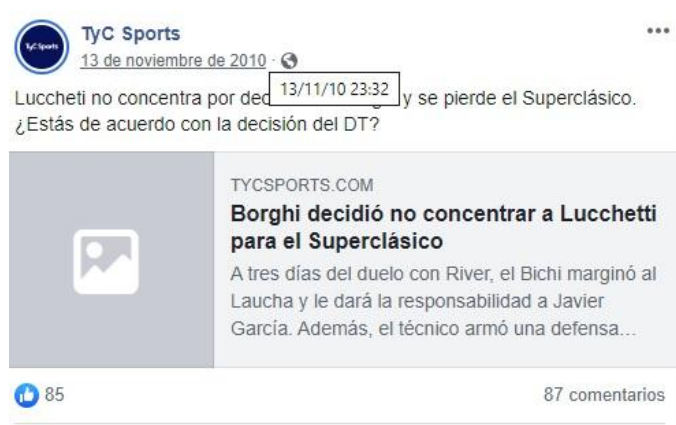 TyC Sports
TyC Sports
13 de noviembre de 2010 ·
13/11/10 23:32
Luccheti no concentra por y se pierde el Superclásico.
¿Estás de acuerdo con la decisión del DT?
TYCSPORTS.COM
Borghi decidió no concentrar a Lucchetti
para el Superclásico
A tres días del duelo con River, el Bichi marginó al
Laucha y le dará la responsabilidad a Javier
García. Además, el técnico armó una defensa...
85
87 comentarios